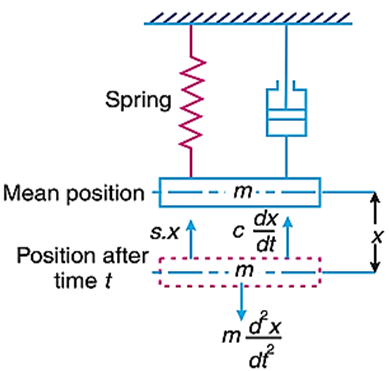 Spring
Mean position
m
s.x
c dx/dt
x
Position after
time t
m
m d²x/dt²